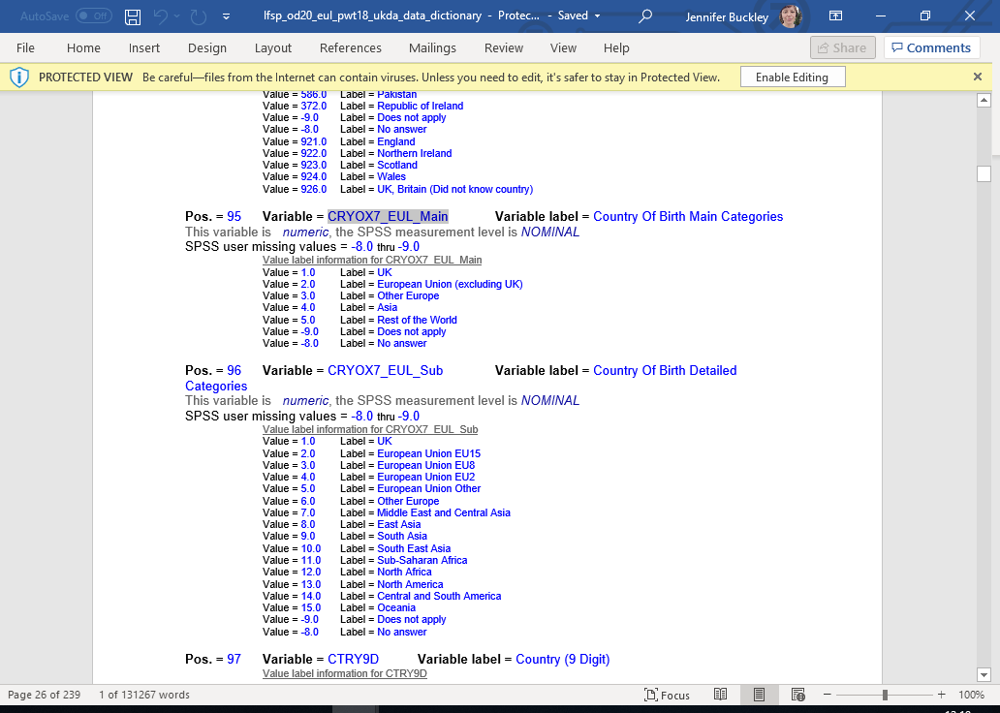 AutoSave Off lfsp_od20_eul_pwt18_ukda_data_dictionary - Protec... - Saved Jennifer Buckley
File Home Insert Design Layout References Mailings Review View Help Share Comments
PROTECTED VIEW Be careful—files from the Internet can contain viruses. Unless you need to edit, it's safer to stay in Protected View. Enable Editing
Value = 586.0 Label = Pakistan
Value = 372.0 Label = Republic of Ireland
Value = -9.0 Label = Does not apply
Value = -8.0 Label = No answer
Value = 921.0 Label = England
Value = 922.0 Label = Northern Ireland
Value = 923.0 Label = Scotland
Value = 924.0 Label = Wales
Value = 926.0 Label = UK, Britain (Did not know country)
Pos. = 95 Variable = CRYOX7_EUL_Main Variable label = Country Of Birth Main Categories
This variable is numeric, the SPSS measurement level is NOMINAL
SPSS user missing values = -8.0 thru -9.0
Value label information for CRYOX7_EUL_Main
Value = 1.0 Label = UK
Value = 2.0 Label = European Union (excluding UK)
Value = 3.0 Label = Other Europe
Value = 4.0 Label = Asia
Value = 5.0 Label = Rest of the World
Value = -9.0 Label = Does not apply
Value = -8.0 Label = No answer
Pos. = 96 Variable = CRYOX7_EUL_Sub Variable label = Country Of Birth Detailed
Categories
This variable is numeric, the SPSS measurement level is NOMINAL
SPSS user missing values = -8.0 thru -9.0
Value label information for CRYOX7_EUL_Sub
Value = 1.0 Label = UK
Value = 2.0 Label = European Union EU15
Value = 3.0 Label = European Union EU8
Value = 4.0 Label = European Union EU2
Value = 5.0 Label = European Union Other
Value = 6.0 Label = Other Europe
Value = 7.0 Label = Middle East and Central Asia
Value = 8.0 Label = East Asia
Value = 9.0 Label = South Asia
Value = 10.0 Label = South East Asia
Value = 11.0 Label = Sub-Saharan Africa
Value = 12.0 Label = North Africa
Value = 13.0 Label = North America
Value = 14.0 Label = Central and South America
Value = 15.0 Label = Oceania
Value = -9.0 Label = Does not apply
Value = -8.0 Label = No answer
Pos. = 97 Variable = CTRY9D Variable label = Country (9 Digit)
Value label information for CTRY9D
Page 26 of 239 1 of 131267 words Focus 100%